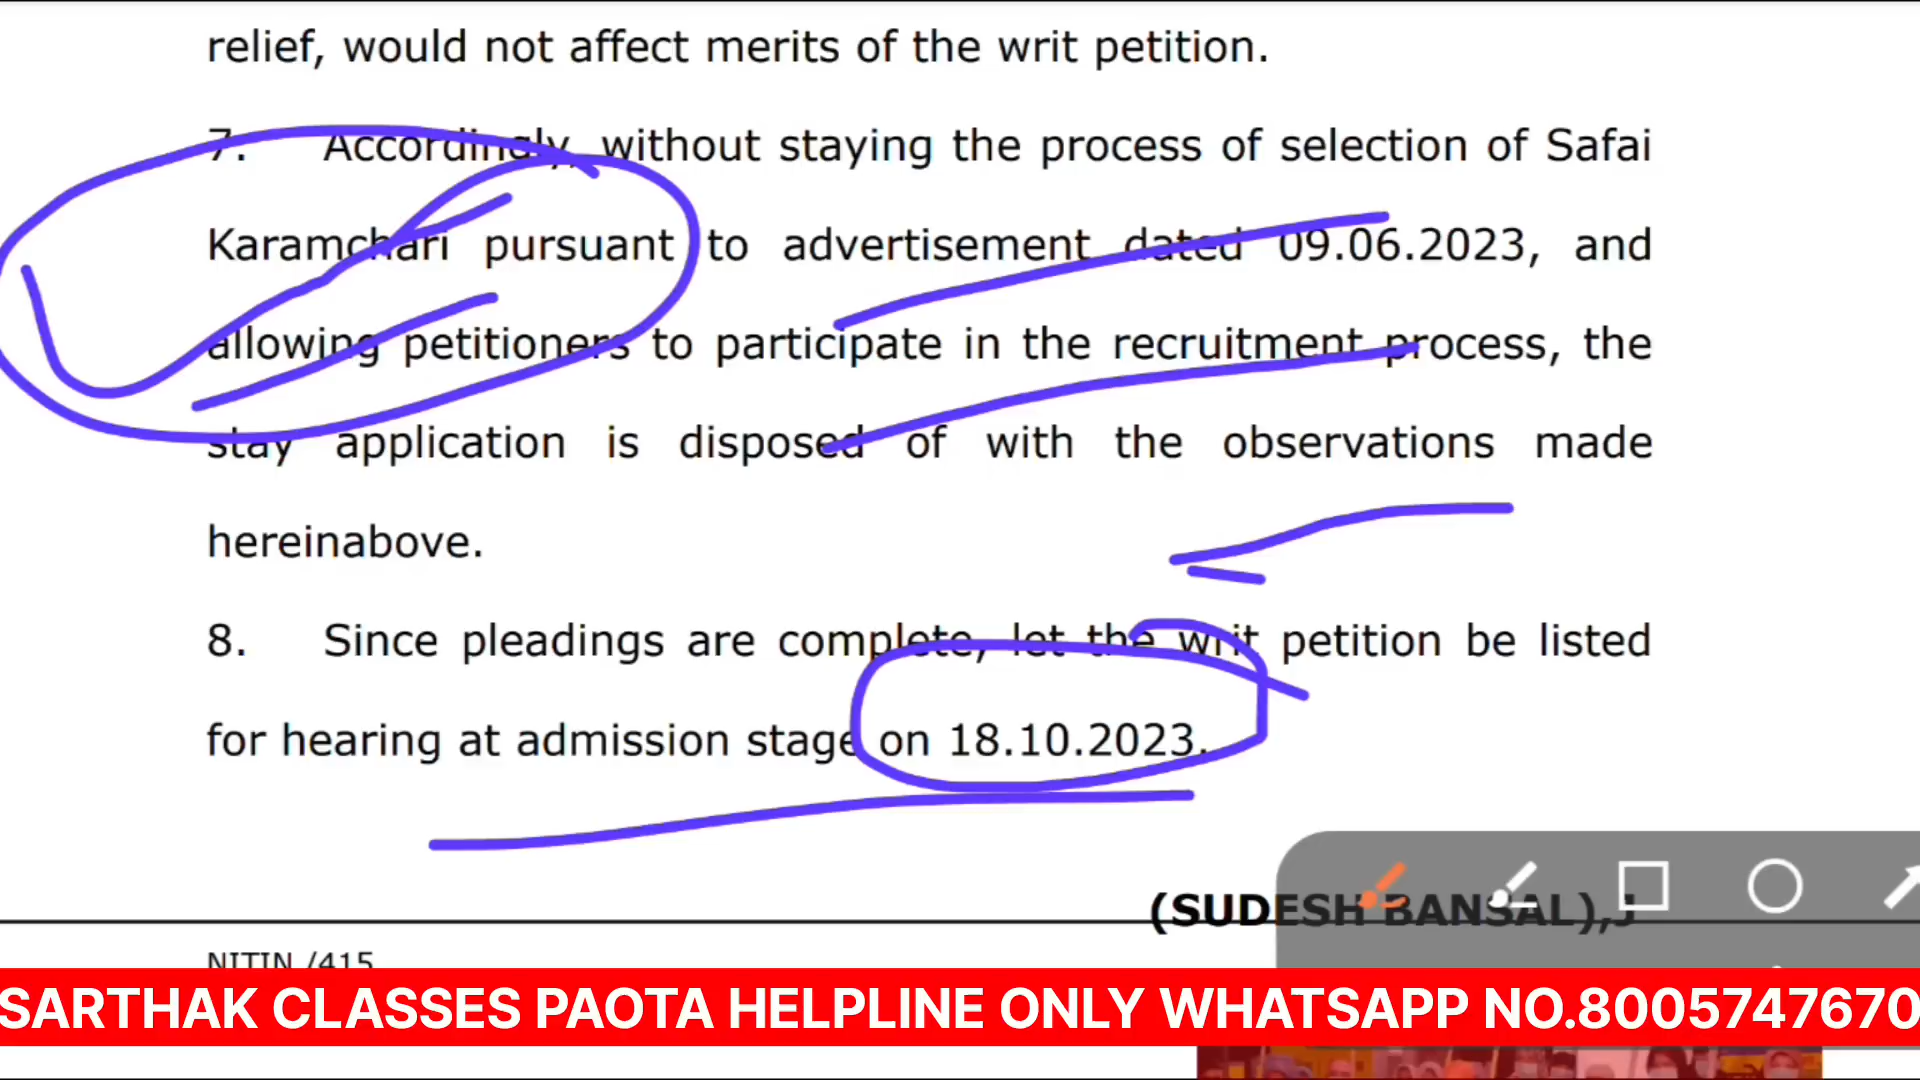 relief, would not affect merits of the writ petition.
7. Accordingly, without staying the process of selection of Safai
Karamchari pursuant to advertisement dated 09.06.2023, and
allowing petitioners to participate in the recruitment process, the
stay application is disposed of with the observations made
hereinabove.
8. Since pleadings are complete, let the writ petition be listed
for hearing at admission stage on 18.10.2023.
(SUDESH BANSAL),J
NITIN /415
SARTHAK CLASSES PAOTA HELPLINE ONLY WHATSAPP NO.8005747670